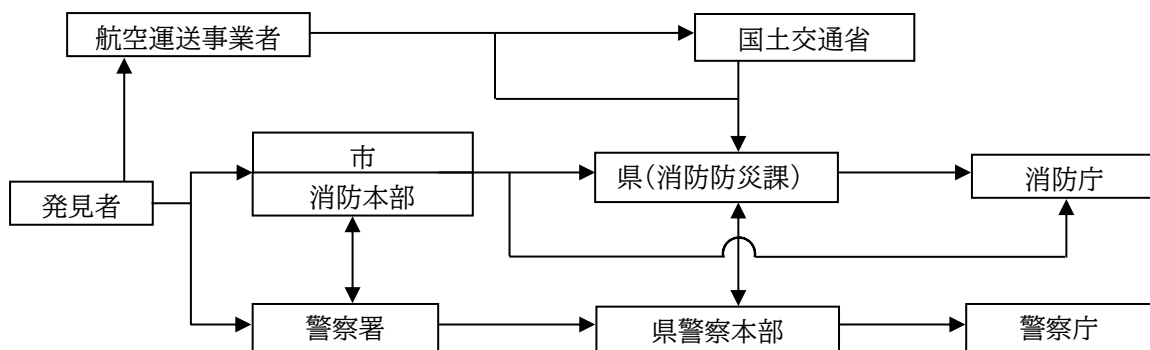 航空運送事業者
国土交通省
市
消防本部
県(消防防災課)
消防庁
発見者
警察署
県警察本部
警察庁